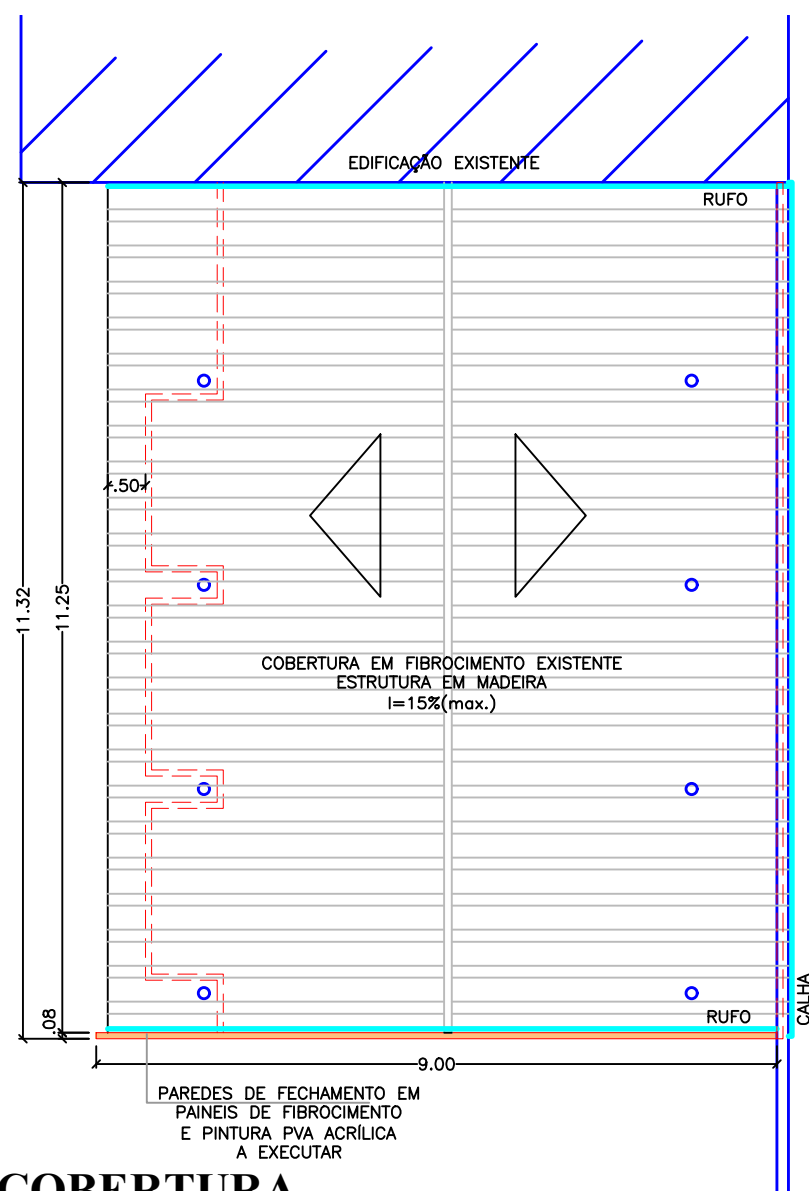 EDIFICAÇÃO EXISTENTE
RUFO
.50
11.32
11.25
COBERTURA EM FIBROCIMENTO EXISTENTE
ESTRUTURA EM MADEIRA
I=15%(max.)
.08
RUFO
CALHA
9.00
PAREDES DE FECHAMENTO EM
PAINEIS DE FIBROCIMENTO
E PINTURA PVA ACRÍLICA
A EXECUTAR
COBERTURA